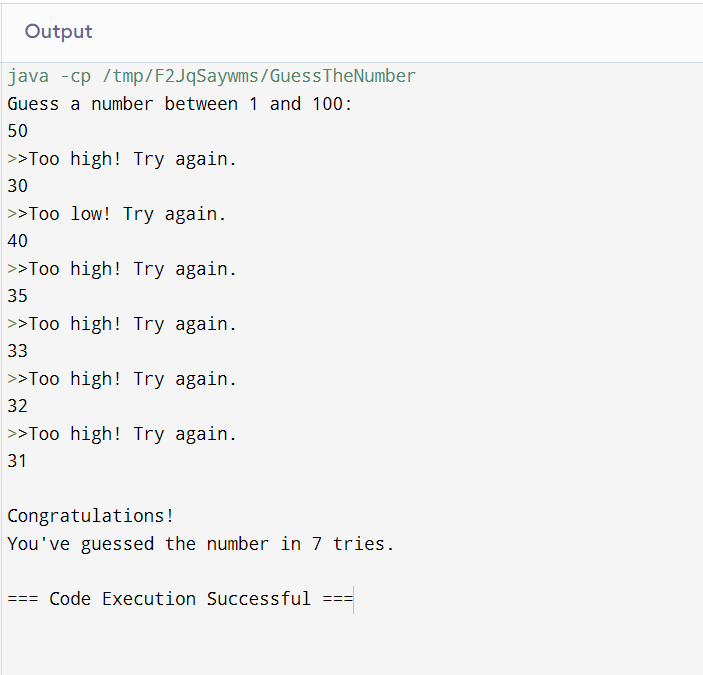 Output
java -cp /tmp/F2JqSaywms/GuessTheNumber
Guess a number between 1 and 100:
50
>>Too high! Try again.
30
>>Too low! Try again.
40
>>Too high! Try again.
35
>>Too high! Try again.
33
>>Too high! Try again.
32
>>Too high! Try again.
31
Congratulations!
You've guessed the number in 7 tries.
=== Code Execution Successful ===